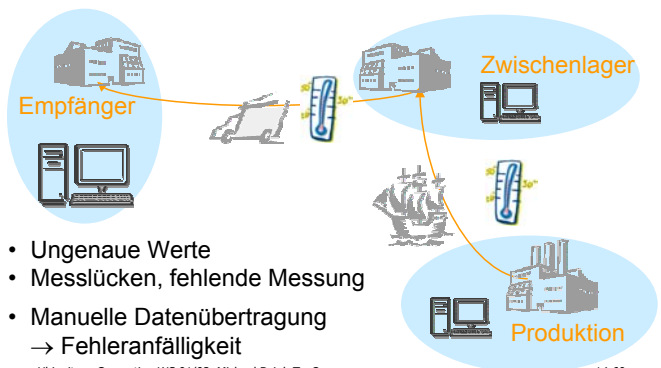 Zwischenlager
Empfänger
• Ungenaue Werte
• Messlücken, fehlende Messung
• Manuelle Datenübertragung
→ Fehleranfälligkeit
Produktion